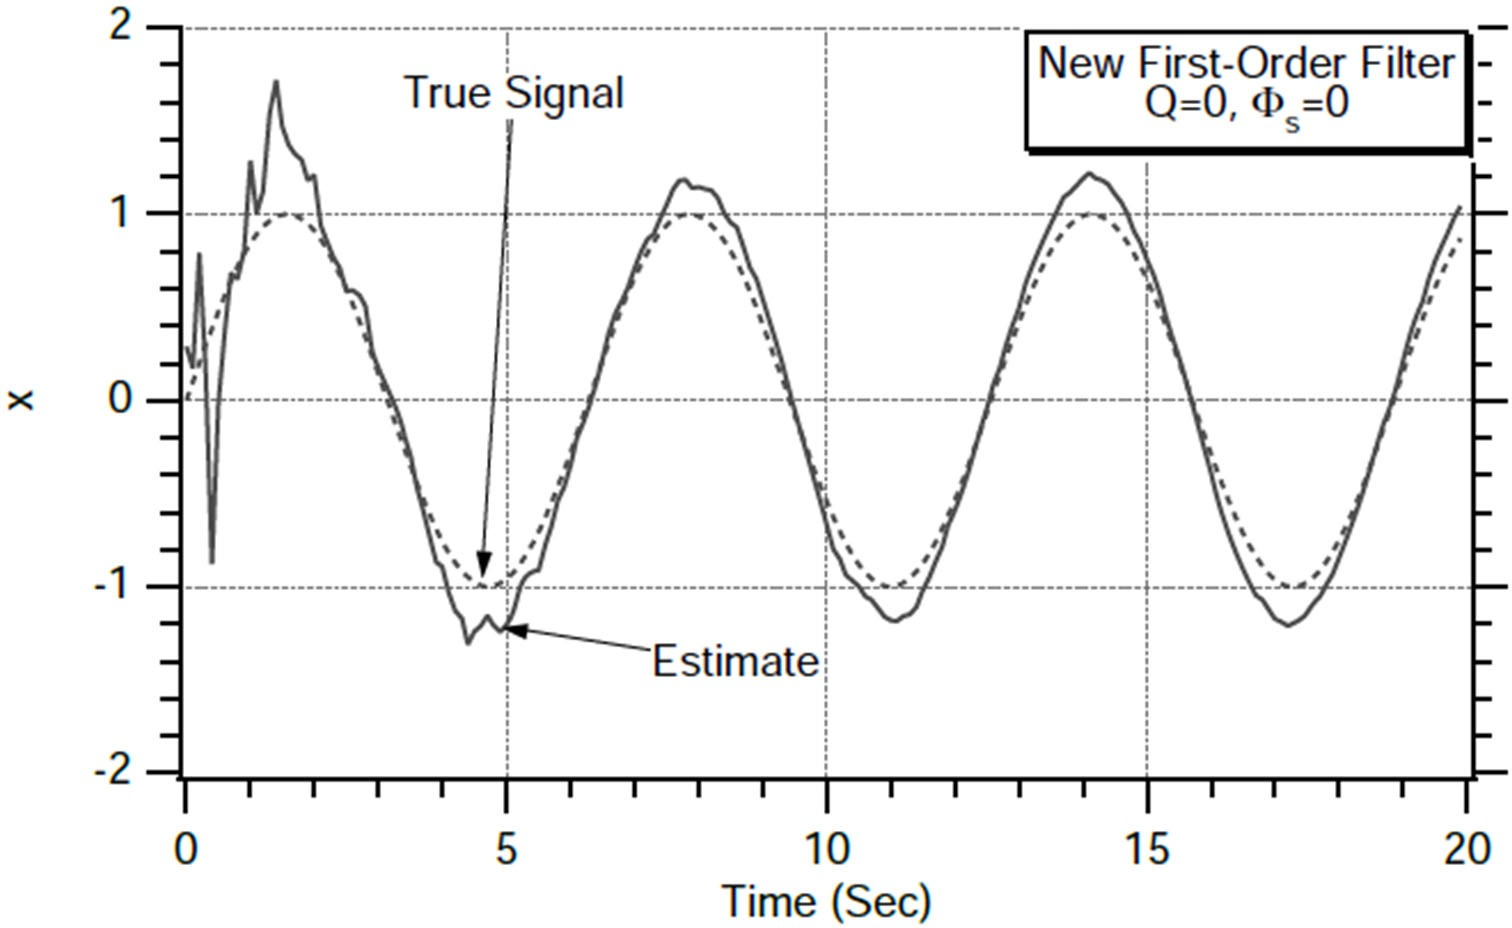 2
1
0
-1
-2
x
True Signal
New First-Order Filter
Q=0, Φs=0
Estimate
0 5 10 15 20
Time (Sec)